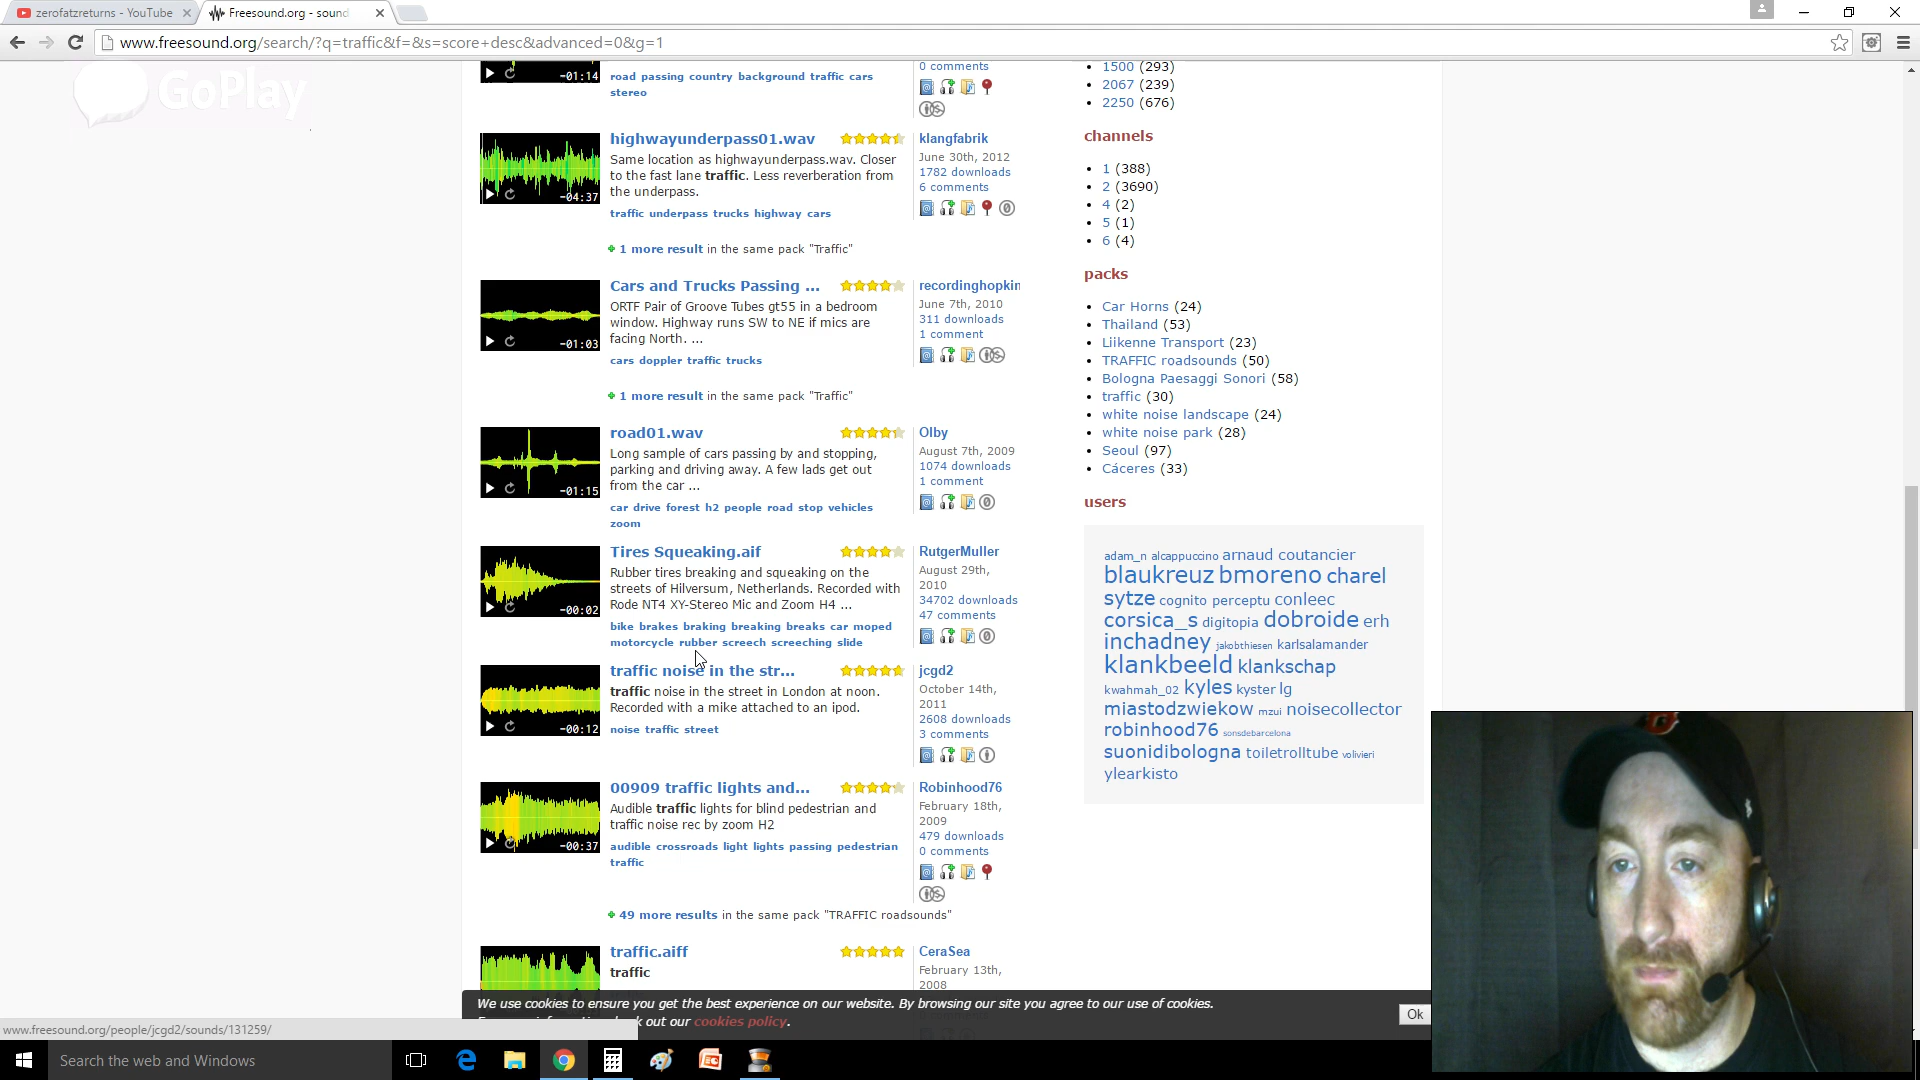 zerofatzreturns - YouTube
Freesound.org - sound
www.freesound.org/search/?q=traffic&f=&s=score+desc&advanced=0&g=1
GoPlay
-01:14
road passing country background traffic cars
stereo
0 comments
highwayunderpass01.wav
Same location as highwayunderpass.wav. Closer
to the fast lane traffic. Less reverberation from
the underpass.
-04:37
traffic underpass trucks highway cars
klangfabrik
June 30th, 2012
1782 downloads
6 comments
1 more result in the same pack "Traffic"
Cars and Trucks Passing ...
ORTF Pair of Groove Tubes gt55 in a bedroom
window. Highway runs SW to NE if mics are
facing North. ...
-01:03
cars doppler traffic trucks
recordinghopkin
June 7th, 2010
311 downloads
1 comment
1 more result in the same pack "Traffic"
road01.wav
Long sample of cars passing by and stopping,
parking and driving away. A few lads get out
from the car ...
-01:15
car drive forest h2 people road stop vehicles
zoom
Olby
August 7th, 2009
1074 downloads
1 comment
Tires Squeaking.aif
Rubber tires breaking and squeaking on the
streets of Hilversum, Netherlands. Recorded with
Rode NT4 XY-Stereo Mic and Zoom H4 ...
-00:02
bike brakes braking breaking breaks car moped
motorcycle rubber screech screeching slide
RutgerMuller
August 29th,
2010
34702 downloads
47 comments
traffic noise in the str...
traffic noise in the street in London at noon.
Recorded with a mike attached to an ipod.
-00:12
noise traffic street
jcgd2
October 14th,
2011
2608 downloads
3 comments
00909 traffic lights and...
Audible traffic lights for blind pedestrian and
traffic noise rec by zoom H2
-00:37
audible crossroads light lights passing pedestrian
traffic
Robinhood76
February 18th,
2009
479 downloads
0 comments
49 more results in the same pack "TRAFFIC roadsounds"
traffic.aiff
traffic
CeraSea
February 13th,
2008
1500 (293)
2067 (239)
2250 (676)
channels
1 (388)
2 (3690)
4 (2)
5 (1)
6 (4)
packs
Car Horns (24)
Thailand (53)
Liikenne Transport (23)
TRAFFIC roadsounds (50)
Bologna Paesaggi Sonori (58)
traffic (30)
white noise landscape (24)
white noise park (28)
Seoul (97)
Cáceres (33)
users
adam_n alcappuccino arnaud coutancier
blaukreuz bmoreno charel
sytze cognito perceptu conleec
corsica_s digitopia dobroide erh
inchadney jakobthiesen karlsalamander
klankbeeld klankschap
kwahmah_02 kyles kyster lg
miastodzwiekow mzui noisecollector
robinhood76 sonsdebarcelona
suonidibologna toiletrolltube volivieri
ylearkisto
We use cookies to ensure you get the best experience on our website. By browsing our site you agree to our use of cookies.
out our cookies policy.
Ok
www.freesound.org/people/jcgd2/sounds/131259/
Search the web and Windows